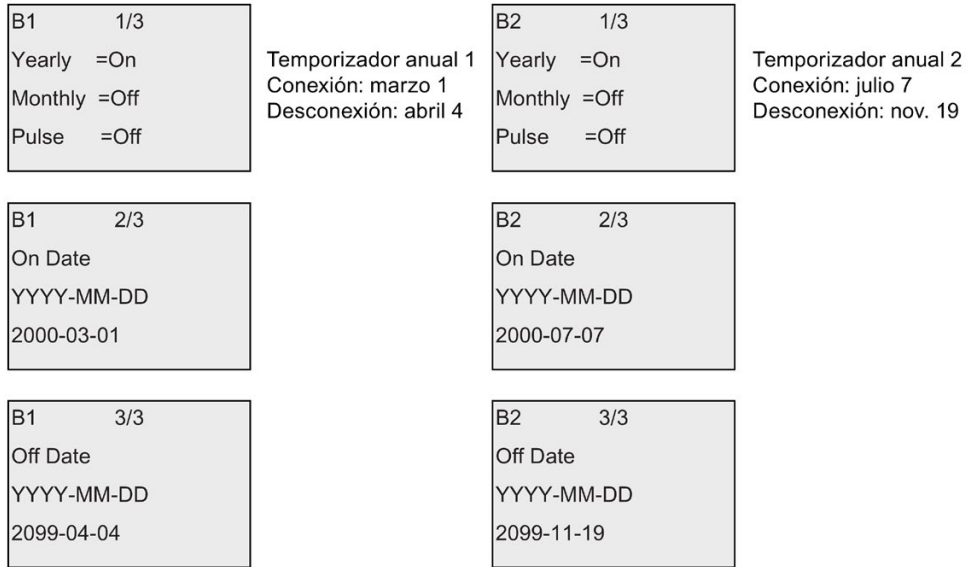 B1 1/3
Yearly =On
Monthly =Off
Pulse =Off
Temporizador anual 1
Conexión: marzo 1
Desconexión: abril 4
B2 1/3
Yearly =On
Monthly =Off
Pulse =Off
Temporizador anual 2
Conexión: julio 7
Desconexión: nov. 19
B1 2/3
On Date
YYYY-MM-DD
2000-03-01
B2 2/3
On Date
YYYY-MM-DD
2000-07-07
B1 3/3
Off Date
YYYY-MM-DD
2099-04-04
B2 3/3
Off Date
YYYY-MM-DD
2099-11-19